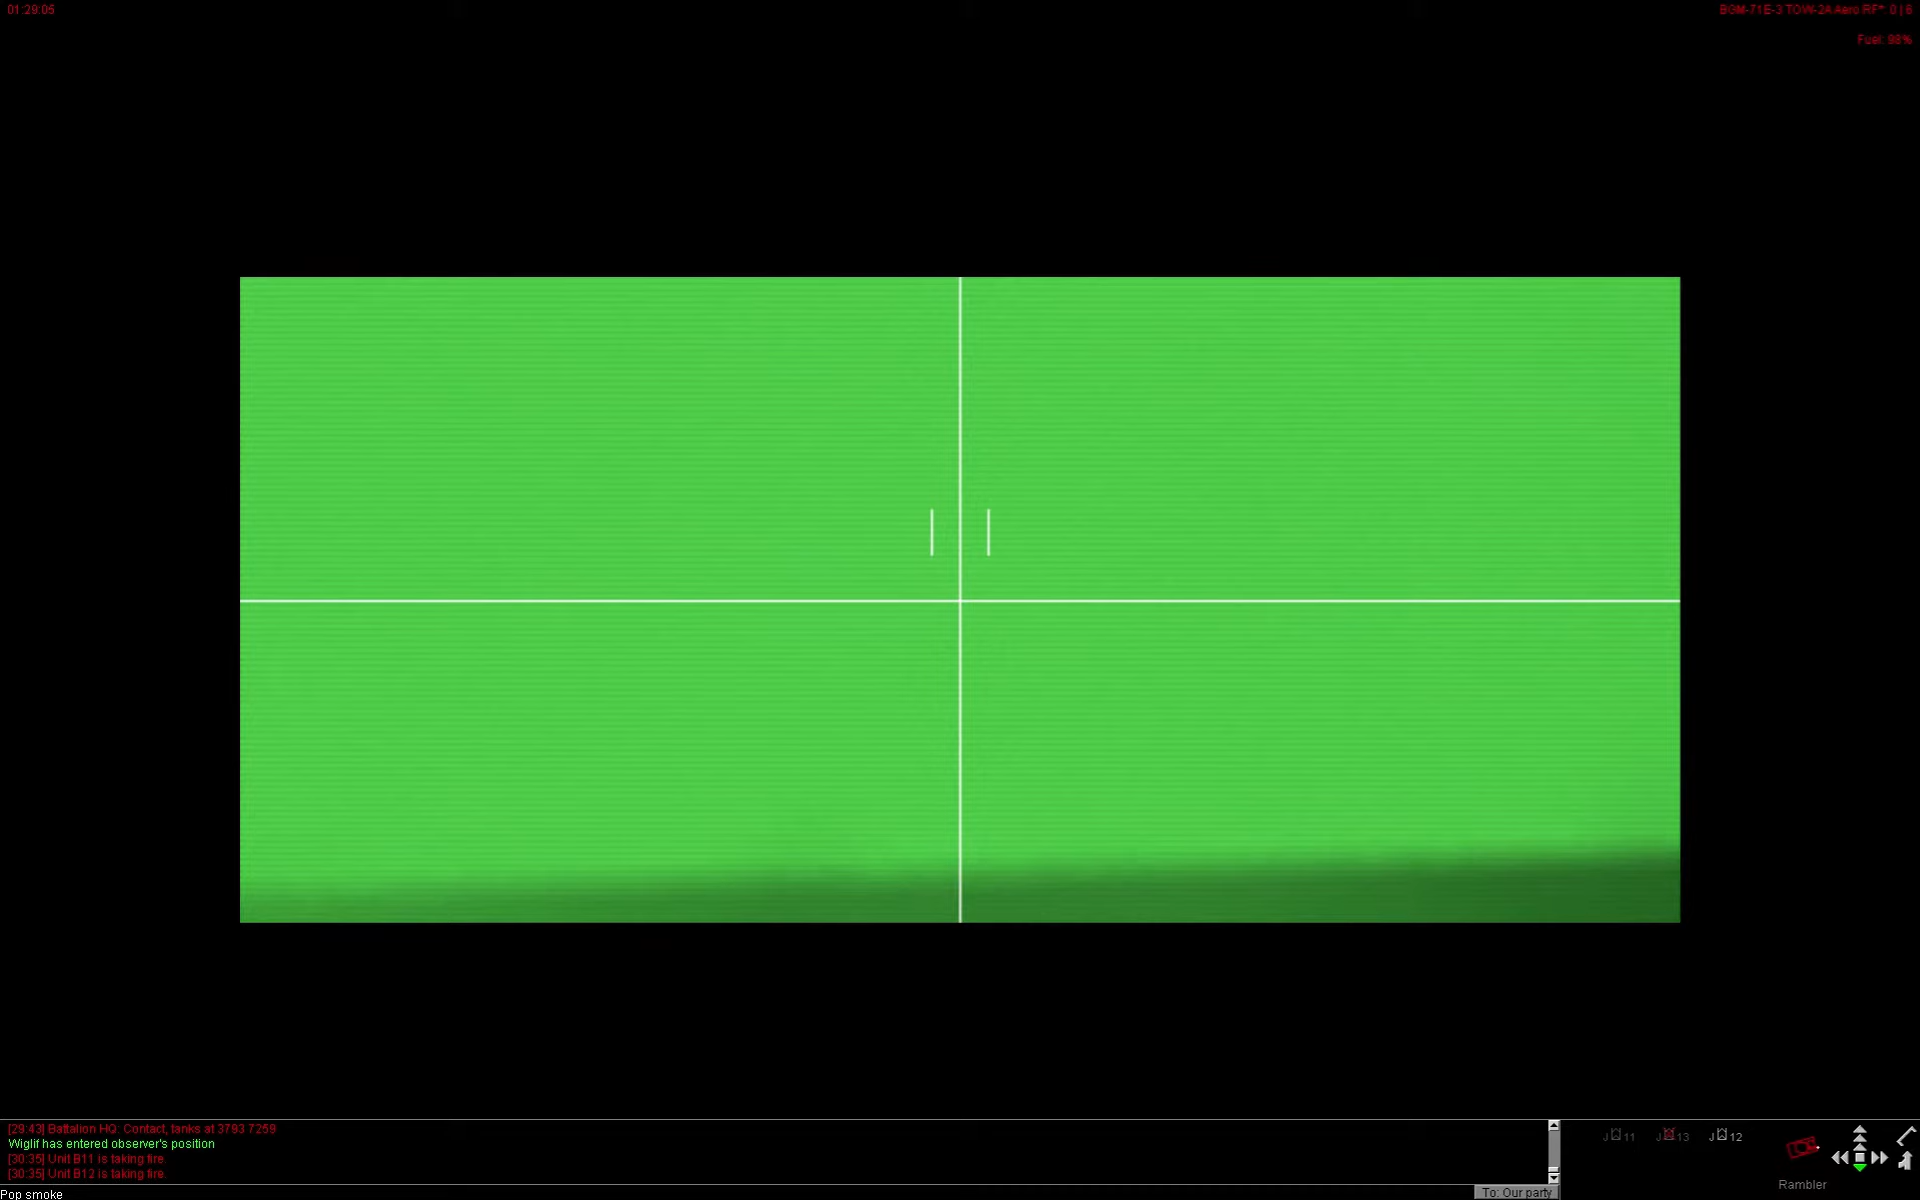 01:29:05
BGM-71E-3 TOW-2A Aero RF*: 0 | 6
Fuel: 98%
[29:43] Battalion HQ: Contact, tanks at 3793 7259
Wiglif has entered observer's position
[30:35] Unit B11 is taking fire.
[30:35] Unit B12 is taking fire.
Pop smoke
To: Our party
J 11
J 13
J 12
Rambler